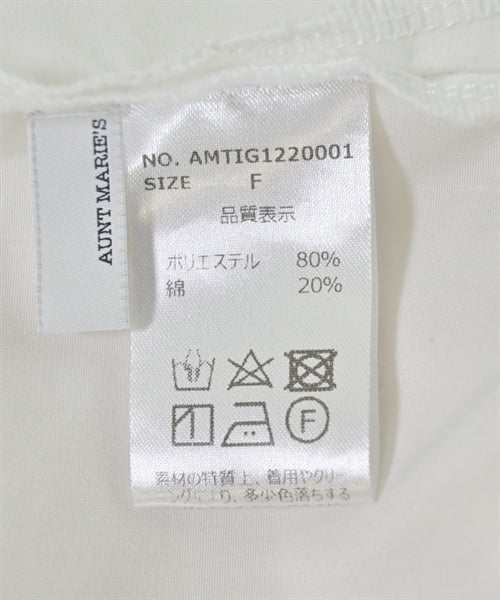 AUNT MARIE'S
NO. AMTIG1220001
SIZE F
品質表示
ポリエステル 80%
綿 20%
F
素材の特質上、着用やクリー
ングにより、多少色落ちする